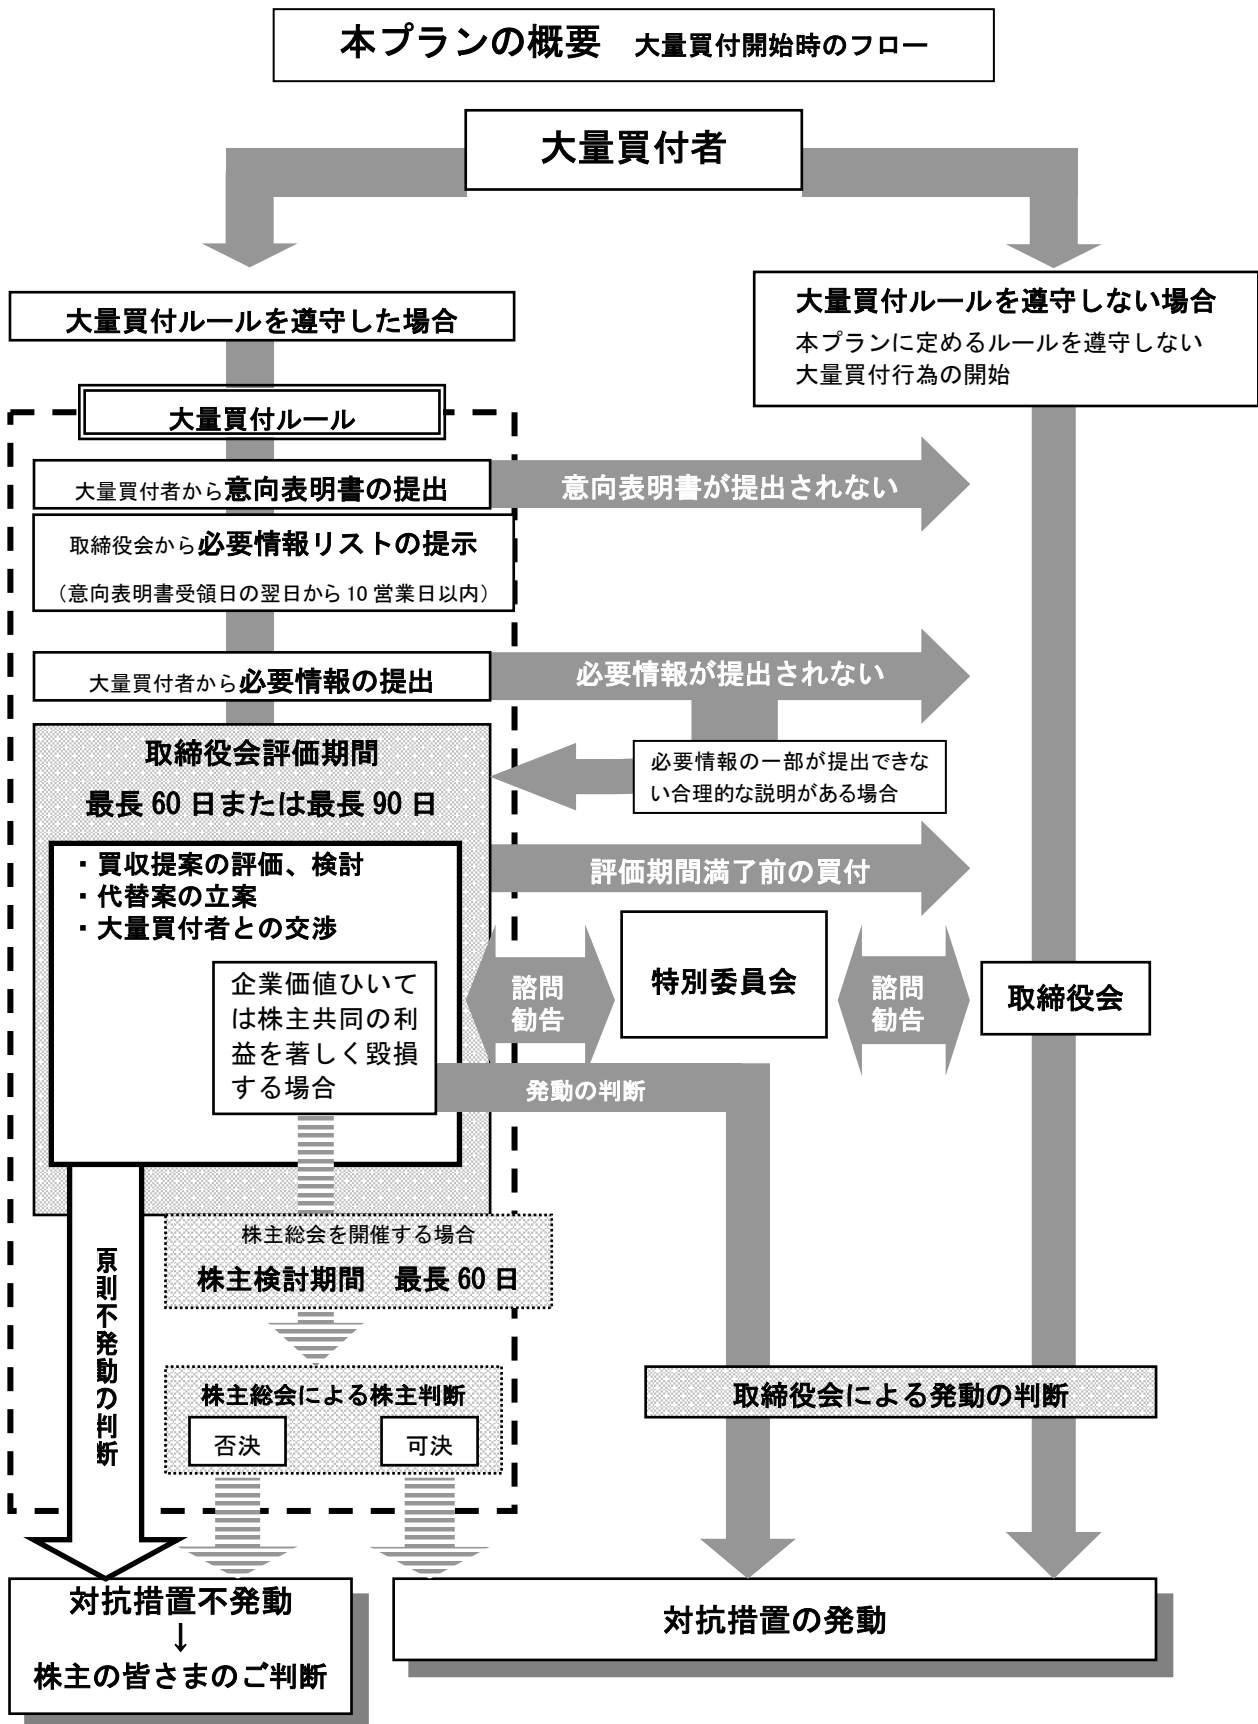 本プランの概要　大量買付開始時のフロー
大量買付者
大量買付ルールを遵守した場合
大量買付ルールを遵守しない場合
本プランに定めるルールを遵守しない
大量買付行為の開始
大量買付ルール
大量買付者から意向表明書の提出
意向表明書が提出されない
取締役会から必要情報リストの提示
（意向表明書受領日の翌日から10営業日以内）
大量買付者から必要情報の提出
必要情報が提出されない
必要情報の一部が提出できな
い合理的な説明がある場合
取締役会評価期間
最長60日または最長90日
・買収提案の評価、検討
・代替案の立案
・大量買付者との交渉
評価期間満了前の買付
企業価値ひいて
は株主共同の利
益を著しく毀損
する場合
諮問
勧告
特別委員会
諮問
勧告
取締役会
発動の判断
株主総会を開催する場合
株主検討期間　最長60日
原則不発動の判断
株主総会による株主判断
否決
可決
取締役会による発動の判断
対抗措置不発動
↓
株主の皆さまのご判断
対抗措置の発動